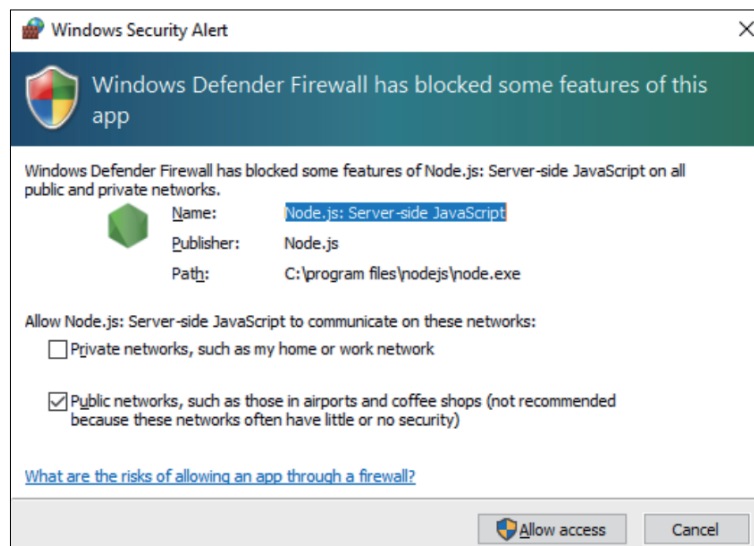 Windows Security Alert
Windows Defender Firewall has blocked some features of this
app
Windows Defender Firewall has blocked some features of Node.js: Server-side JavaScript on all
public and private networks.
Name: Node.js: Server-side JavaScript
Publisher: Node.js
Path: C:\program files\nodejs\node.exe
Allow Node.js: Server-side JavaScript to communicate on these networks:
Private networks, such as my home or work network
Public networks, such as those in airports and coffee shops (not recommended
because these networks often have little or no security)
What are the risks of allowing an app through a firewall?
Allow access Cancel